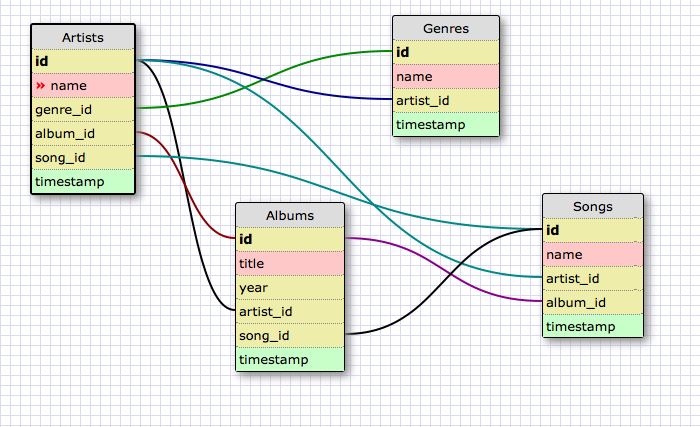 Artists
id
» name
genre_id
album_id
song_id
timestamp
Genres
id
name
artist_id
timestamp
Albums
id
title
year
artist_id
song_id
timestamp
Songs
id
name
artist_id
album_id
timestamp